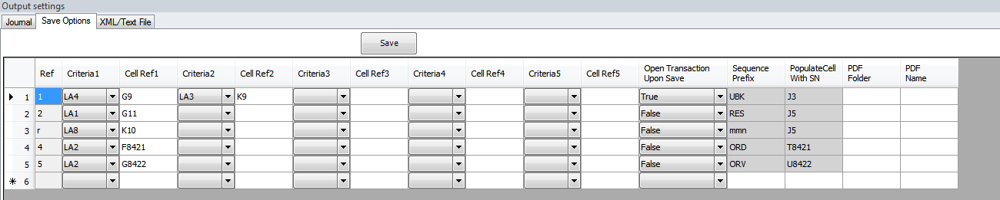 Output settings
Journal Save Options XML/Text File
Save
Ref Criteria1 Cell Ref1 Criteria2 Cell Ref2 Criteria3 Cell Ref3 Criteria4 Cell Ref4 Criteria5 Cell Ref5 Open Transaction Upon Save Sequence Prefix PopulateCell With SN PDF Folder PDF Name
1 1 LA4 G9 LA3 K9 True UBK J3
2 2 LA1 G11 False RES J5
3 r LA8 K10 False mmn J5
4 4 LA2 F8421 False ORD T8421
5 5 LA2 G8422 False ORV U8422
6